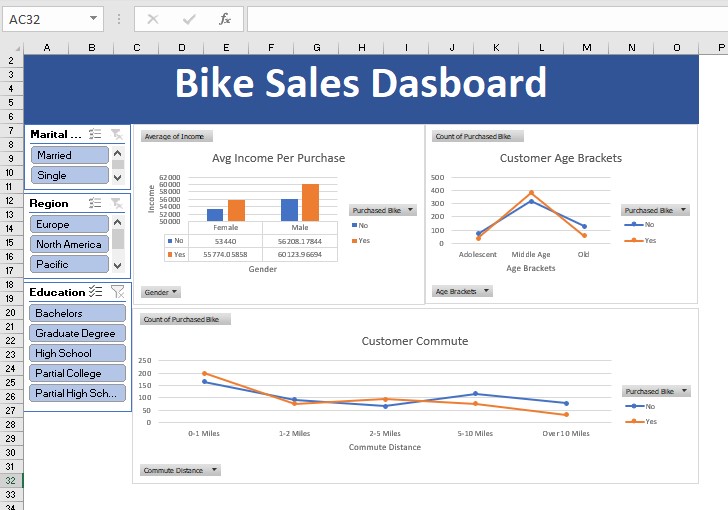 AC32
fx
A B C D E F G H I J K L M N O P
2
3
4
5
6
7
8
9
10
11
12
13
14
15
16
17
18
19
20
21
22
23
24
25
26
27
28
29
30
31
32
33
34
Bike Sales Dasboard
Marital ...
Married
Single
Region
Europe
North America
Pacific
Education
Bachelors
Graduate Degree
High School
Partial College
Partial High Sch...
Average of Income
Avg Income Per Purchase
Income
62000
60000
58000
56000
54000
52000
50000
Female Male
No 53440 56208.17844
Yes 55774.05858 60123.96694
Gender
Purchased Bike
No
Yes
Gender
Count of Purchased Bike
Customer Age Brackets
500
400
300
200
100
0
Adolescent Middle Age Old
Age Brackets
Purchased Bike
No
Yes
Age Brackets
Count of Purchased Bike
Customer Commute
250
200
150
100
50
0
0-1 Miles 1-2 Miles 2-5 Miles 5-10 Miles Over 10 Miles
Commute Distance
Purchased Bike
No
Yes
Commute Distance